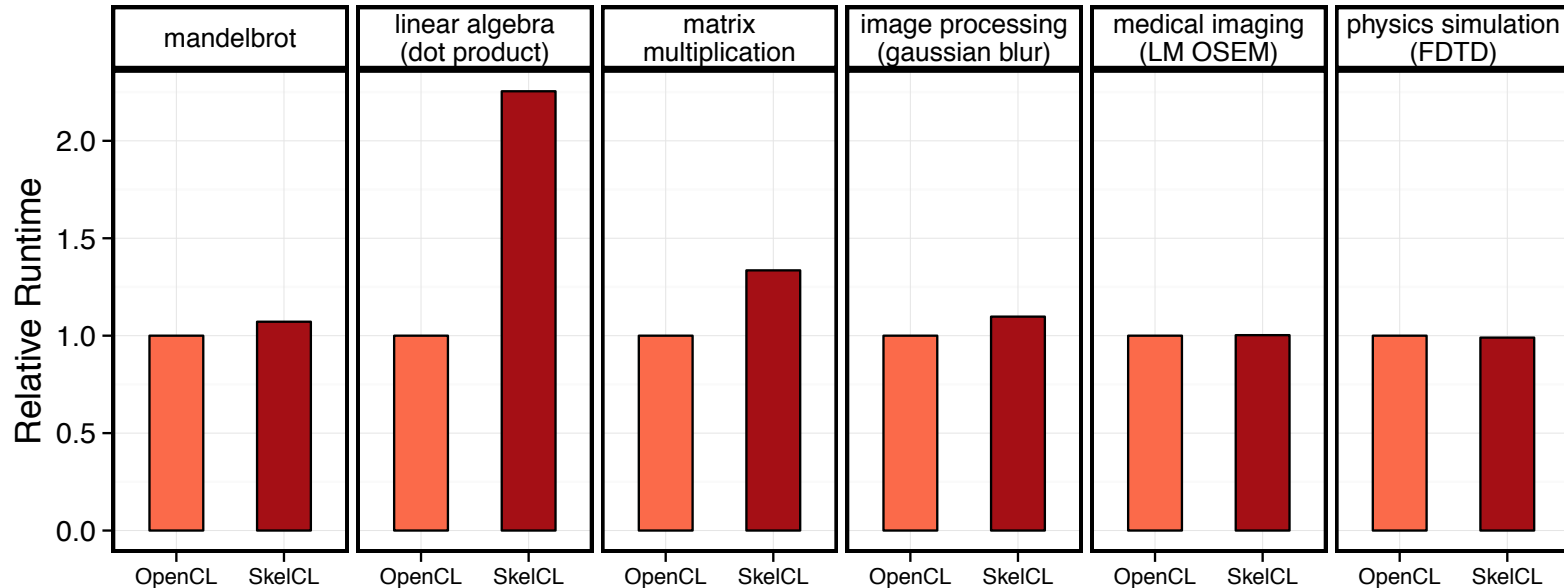 mandelbrot
linear algebra
(dot product)
matrix
multiplication
image processing
(gaussian blur)
medical imaging
(LM OSEM)
physics simulation
(FDTD)
Relative Runtime
2.0
1.5
1.0
0.5
0.0
OpenCL SkelCL OpenCL SkelCL OpenCL SkelCL OpenCL SkelCL OpenCL SkelCL OpenCL SkelCL